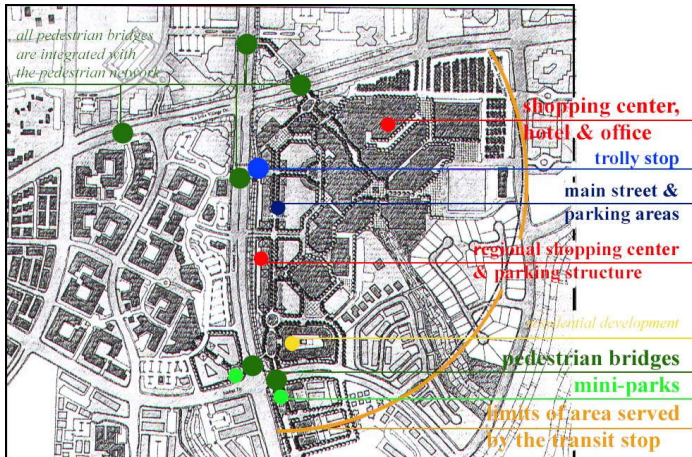 all pedestrian bridges
are integrated with
the pedestrian network
shopping center,
hotel & office
trolly stop
main street &
parking areas
regional shopping center
& parking structure
residential development
pedestrian bridges
mini-parks
limits of area served
by the transit stop